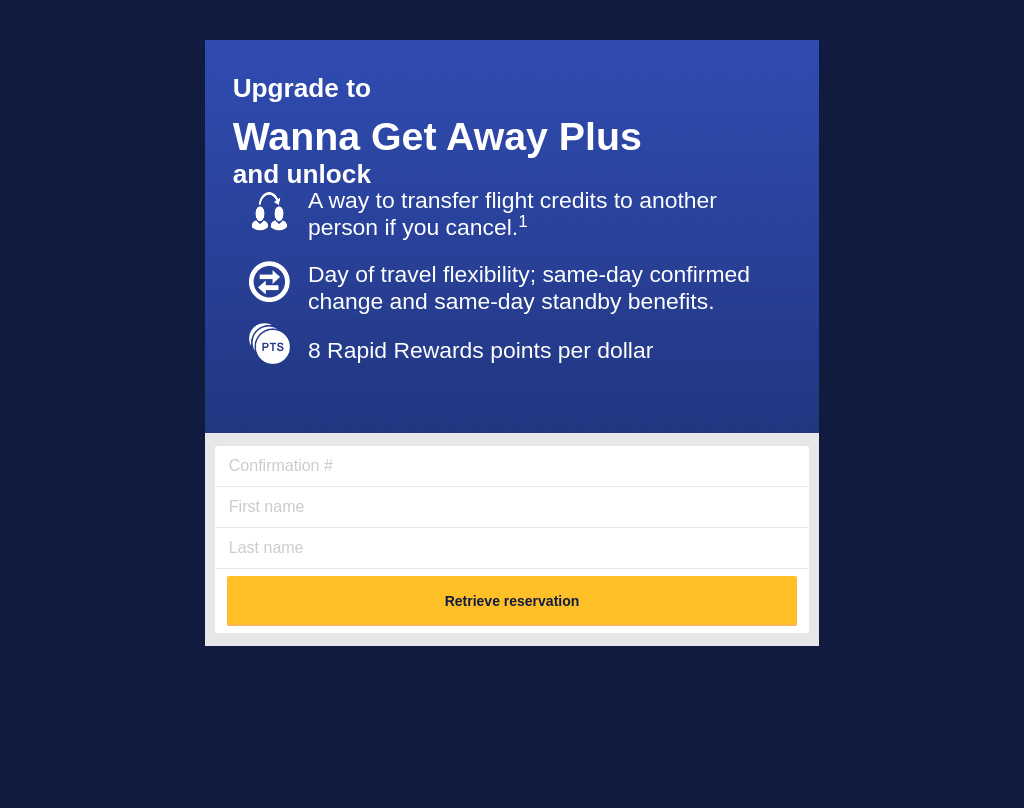 Upgrade to
Wanna Get Away Plus
and unlock
A way to transfer flight credits to another
person if you cancel.1
Day of travel flexibility; same-day confirmed
change and same-day standby benefits.
PTS
8 Rapid Rewards points per dollar
Confirmation #
First name
Last name
Retrieve reservation